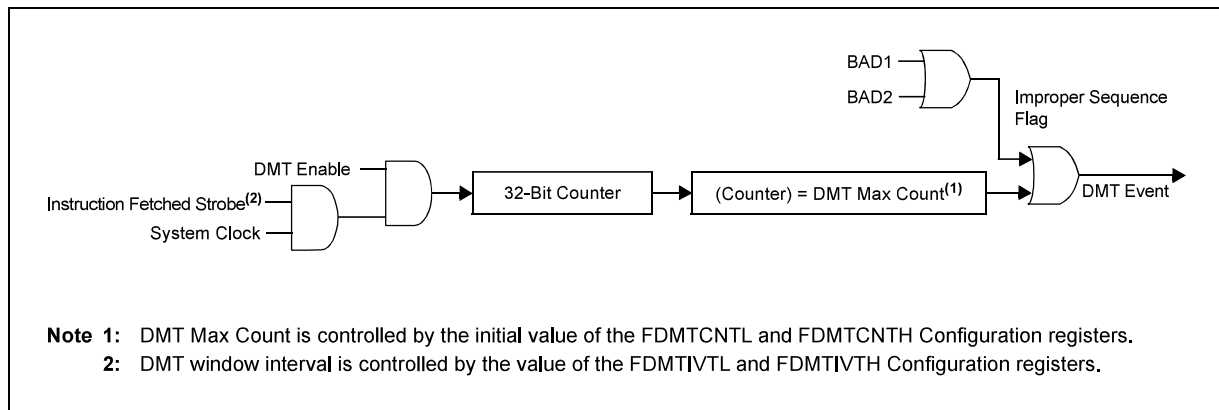 BAD1
BAD2
Improper Sequence
Flag
DMT Enable
Instruction Fetched Strobe(2)
System Clock
32-Bit Counter
(Counter) = DMT Max Count(1)
DMT Event
Note 1: DMT Max Count is controlled by the initial value of the FDMTCNTL and FDMTCNTH Configuration registers.
2: DMT window interval is controlled by the value of the FDMTIVTL and FDMTIVTH Configuration registers.